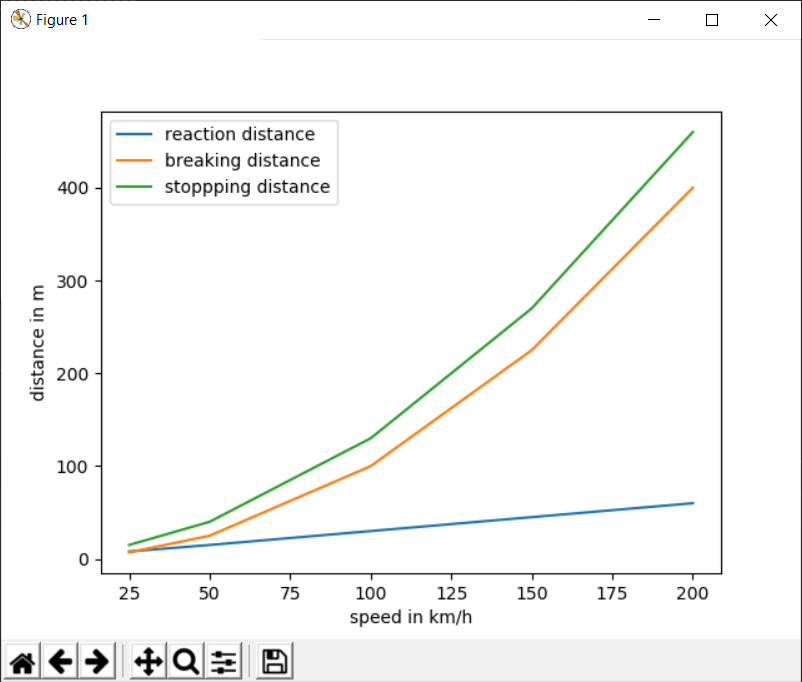 Figure 1
reaction distance
breaking distance
stoppping distance
400
300
200
100
0
distance in m
25 50 75 100 125 150 175 200
speed in km/h